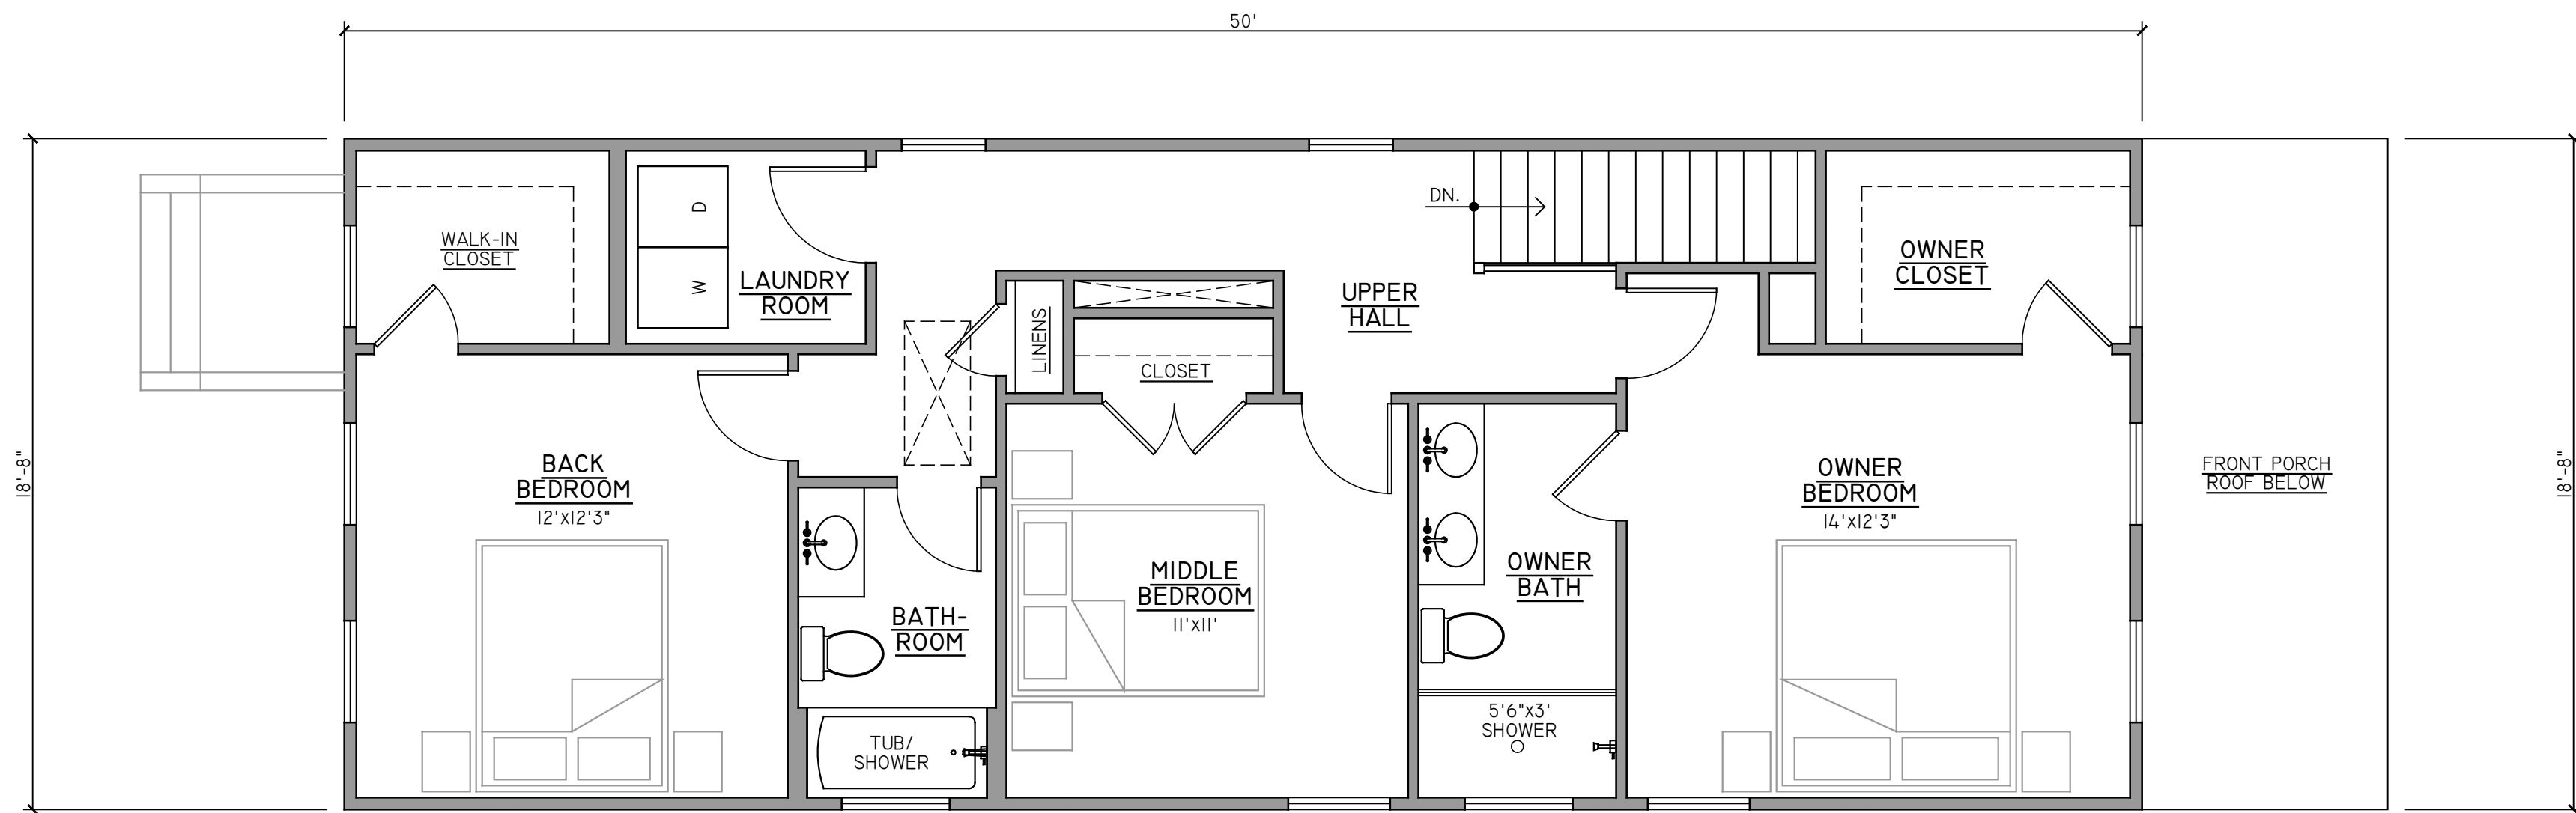 50'
18'-8"
WALK-IN
CLOSET
D
W
LAUNDRY
ROOM
LINENS
CLOSET
UPPER
HALL
DN.
OWNER
CLOSET
BACK
BEDROOM
12'x12'3"
BATH-
ROOM
TUB/
SHOWER
MIDDLE
BEDROOM
11'x11'
OWNER
BATH
5'6"x3'
SHOWER
OWNER
BEDROOM
14'x12'3"
FRONT PORCH
ROOF BELOW
18'-8"